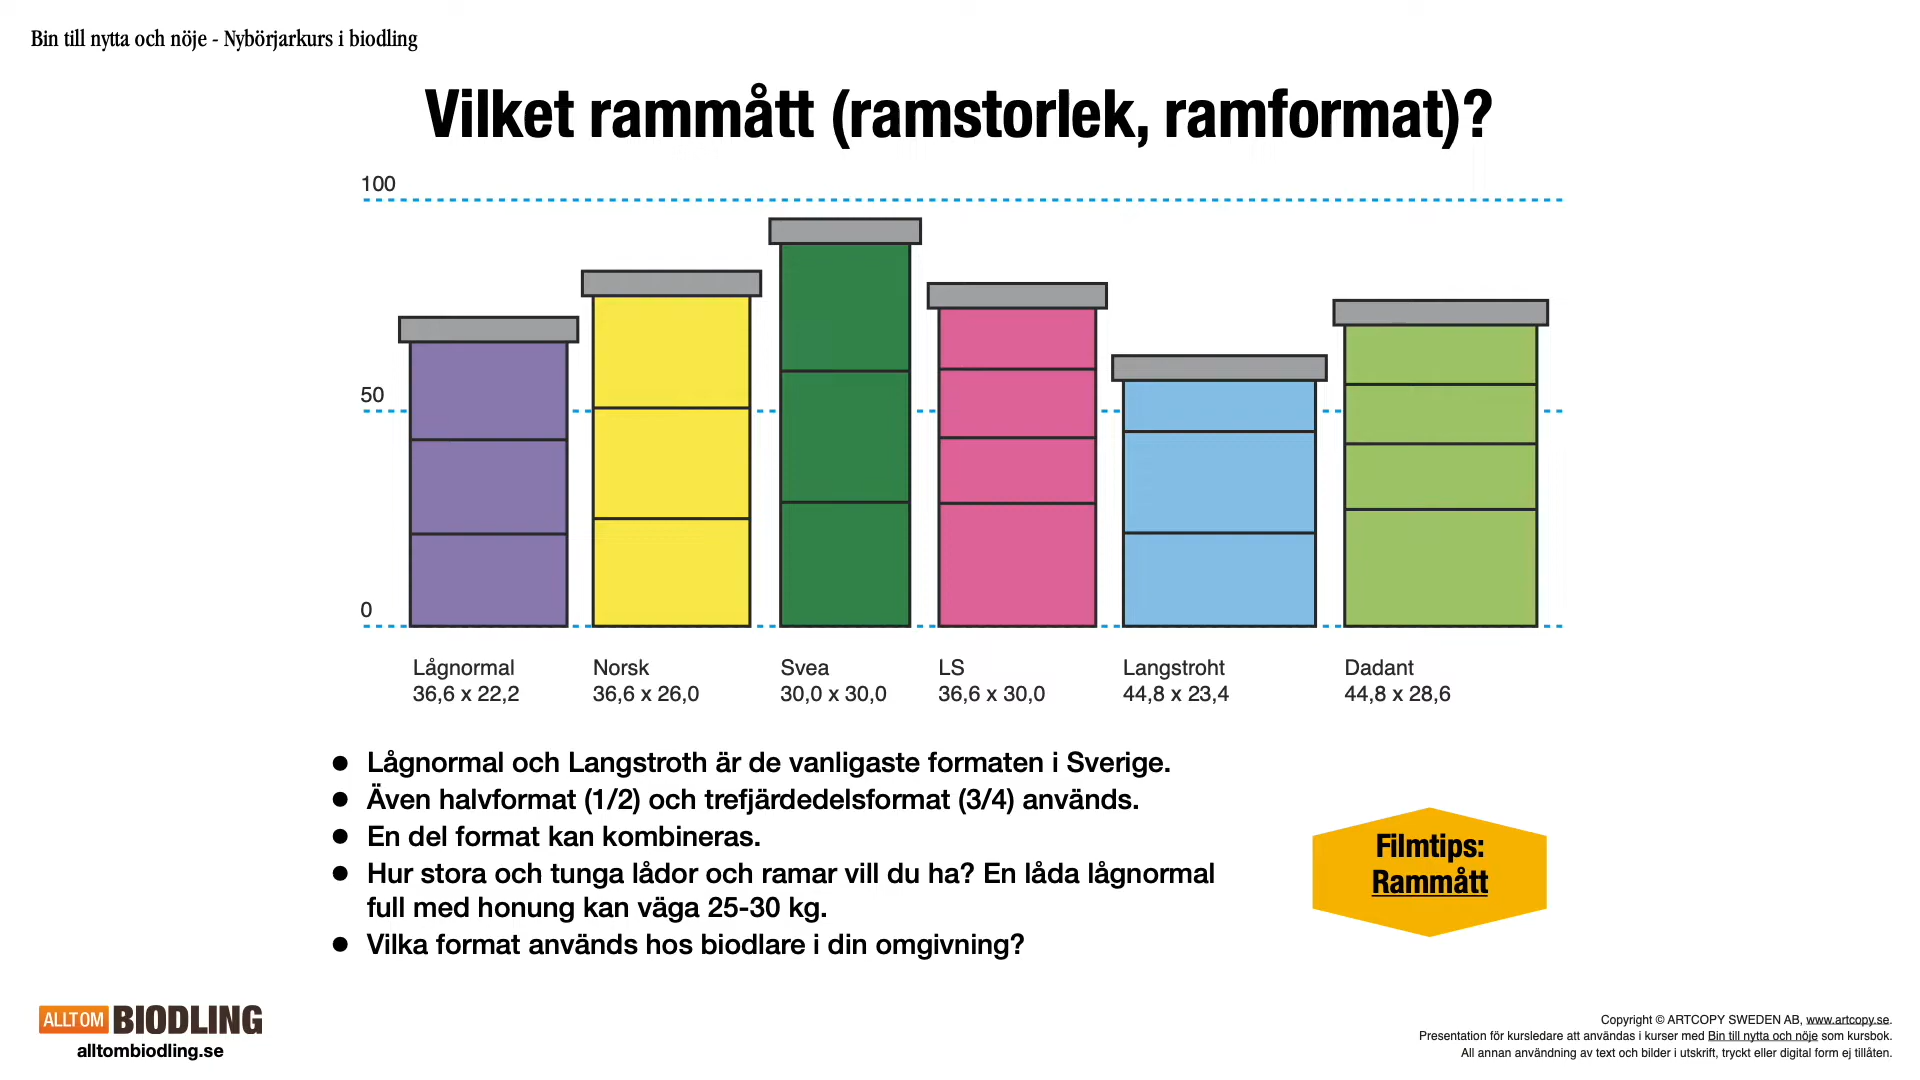 Bin till nytta och nöje - Nybörjarkurs i biodling
Vilket rammått (ramstorlek, ramformat)?
100
50
0
Lågnormal
36,6 x 22,2
Norsk
36,6 x 26,0
Svea
30,0 x 30,0
LS
36,6 x 30,0
Langstroht
44,8 x 23,4
Dadant
44,8 x 28,6
● Lågnormal och Langstroth är de vanligaste formaten i Sverige.
● Även halvformat (1/2) och trefjärdedelsformat (3/4) används.
● En del format kan kombineras.
● Hur stora och tunga lådor och ramar vill du ha? En låda lågnormal
full med honung kan väga 25-30 kg.
● Vilka format används hos biodlare i din omgivning?
Filmtips:
Rammått
ALLT OM BIODLING
alltombiodling.se
Copyright © ARTCOPY SWEDEN AB, www.artcopy.se.
Presentation för kursledare att användas i kurser med Bin till nytta och nöje som kursbok.
All annan användning av text och bilder i utskrift, tryckt eller digital form ej tillåten.